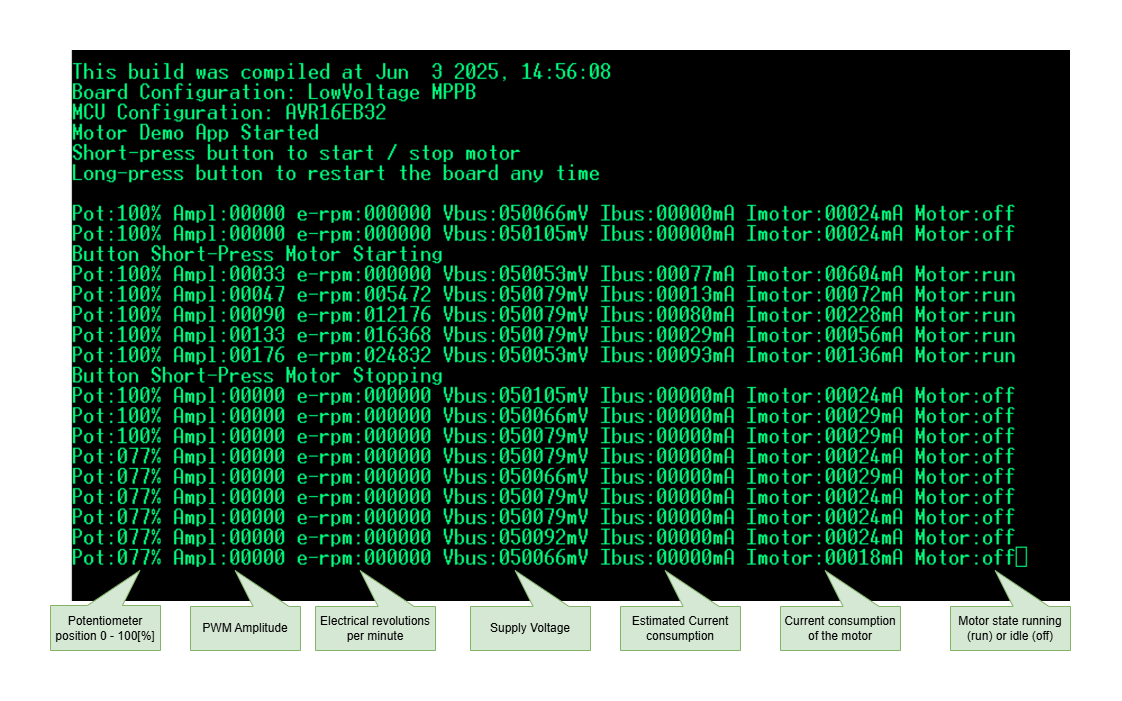 This build was compiled at Jun  3 2025, 14:56:08
Board Configuration: LowVoltage MPPB
MCU Configuration: AVR16EB32
Motor Demo App Started
Short-press button to start / stop motor
Long-press button to restart the board any time
Pot:100% Ampl:00000 e-rpm:000000 Vbus:050066mV Ibus:00000mA Imotor:00024mA Motor:off
Pot:100% Ampl:00000 e-rpm:000000 Vbus:050105mV Ibus:00000mA Imotor:00024mA Motor:off
Button Short-Press Motor Starting
Pot:100% Ampl:00033 e-rpm:000000 Vbus:050053mV Ibus:00077mA Imotor:00604mA Motor:run
Pot:100% Ampl:00047 e-rpm:005472 Vbus:050079mV Ibus:00013mA Imotor:00072mA Motor:run
Pot:100% Ampl:00090 e-rpm:012176 Vbus:050079mV Ibus:00080mA Imotor:00228mA Motor:run
Pot:100% Ampl:00133 e-rpm:016368 Vbus:050079mV Ibus:00029mA Imotor:00056mA Motor:run
Pot:100% Ampl:00176 e-rpm:024832 Vbus:050053mV Ibus:00093mA Imotor:00136mA Motor:run
Button Short-Press Motor Stopping
Pot:100% Ampl:00000 e-rpm:000000 Vbus:050105mV Ibus:00000mA Imotor:00024mA Motor:off
Pot:100% Ampl:00000 e-rpm:000000 Vbus:050066mV Ibus:00000mA Imotor:00029mA Motor:off
Pot:100% Ampl:00000 e-rpm:000000 Vbus:050079mV Ibus:00000mA Imotor:00029mA Motor:off
Pot:077% Ampl:00000 e-rpm:000000 Vbus:050079mV Ibus:00000mA Imotor:00024mA Motor:off
Pot:077% Ampl:00000 e-rpm:000000 Vbus:050066mV Ibus:00000mA Imotor:00029mA Motor:off
Pot:077% Ampl:00000 e-rpm:000000 Vbus:050079mV Ibus:00000mA Imotor:00024mA Motor:off
Pot:077% Ampl:00000 e-rpm:000000 Vbus:050079mV Ibus:00000mA Imotor:00024mA Motor:off
Pot:077% Ampl:00000 e-rpm:000000 Vbus:050092mV Ibus:00000mA Imotor:00024mA Motor:off
Pot:077% Ampl:00000 e-rpm:000000 Vbus:050066mV Ibus:00000mA Imotor:00018mA Motor:off
Potentiometer
position 0 - 100[%]
PWM Amplitude
Electrical revolutions
per minute
Supply Voltage
Estimated Current
consumption
Current consumption
of the motor
Motor state running
(run) or idle (off)